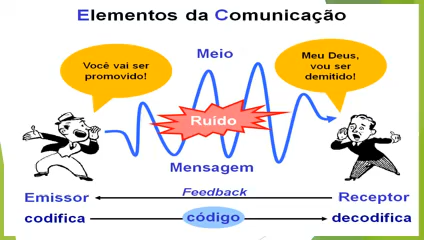 Elementos da Comunicação
Meio
Você vai ser
promovido!
Meu Deus,
vou ser
demitido!
Ruído
Mensagem
Feedback
Emissor
Receptor
codifica
código
decodifica